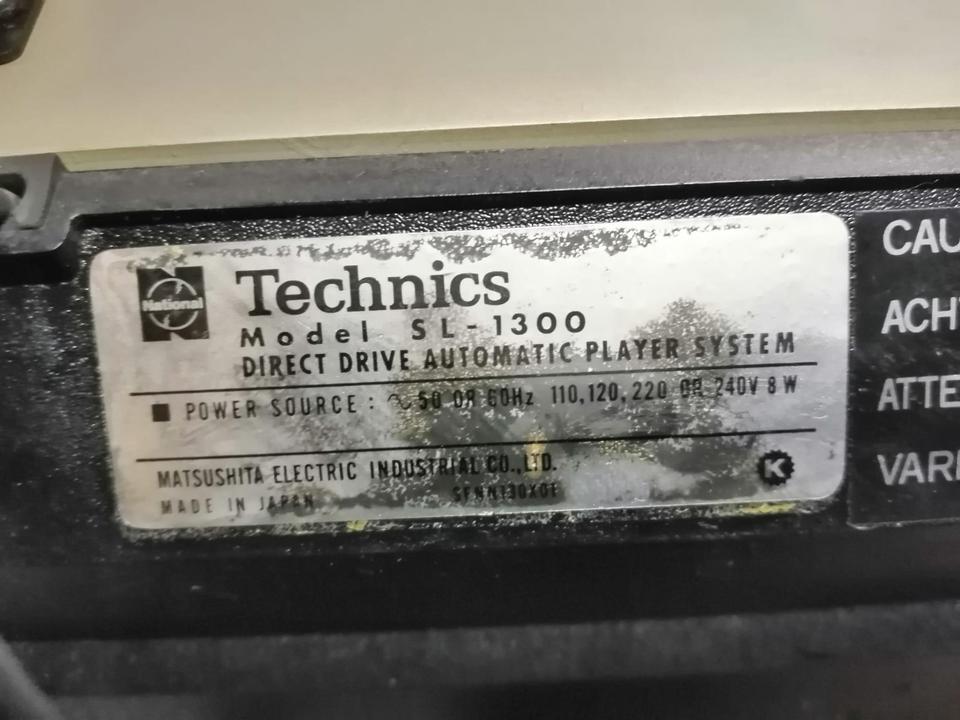 National
Technics
Model SL-1300
DIRECT DRIVE AUTOMATIC PLAYER SYSTEM
■ POWER SOURCE : ∿ 50 OR 60Hz 110,120, 220 OR 240V 8 W
MATSUSHITA ELECTRIC INDUSTRIAL CO.,LTD.
K
MADE IN JAPAN
CAU
ACH
ATTE
VAR